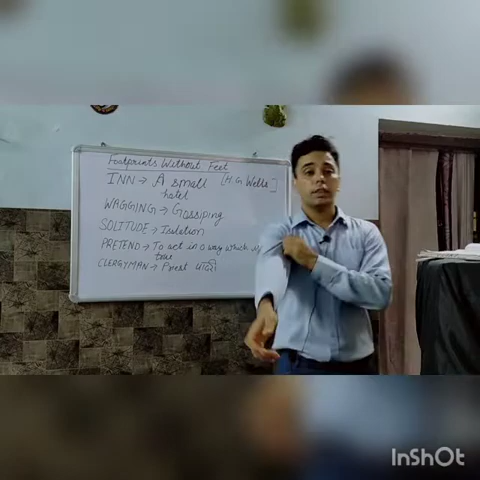 Footprints Without Feet
INN → A small [H.G Wells]
hotel
WAGGING → Gossiping
SOLITUDE → Isolation
PRETEND → To act in a way which
true
CLERGYMAN → Priest पादरी
InShOt